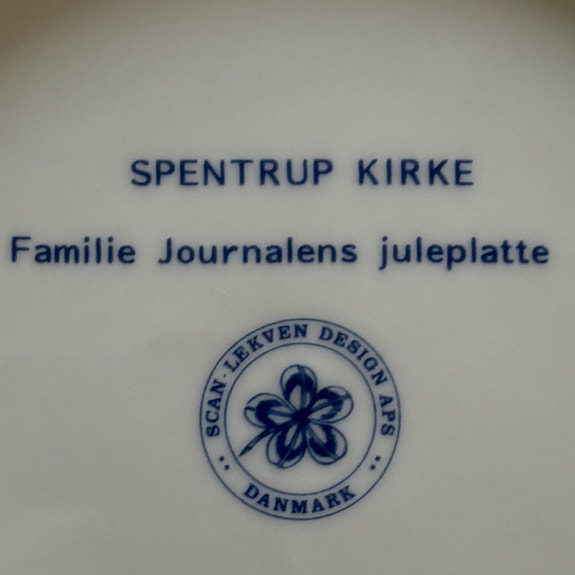 SPENTRUP KIRKE
Familie Journalens juleplatte
SCAN·LEKVEN DESIGN APS
DANMARK